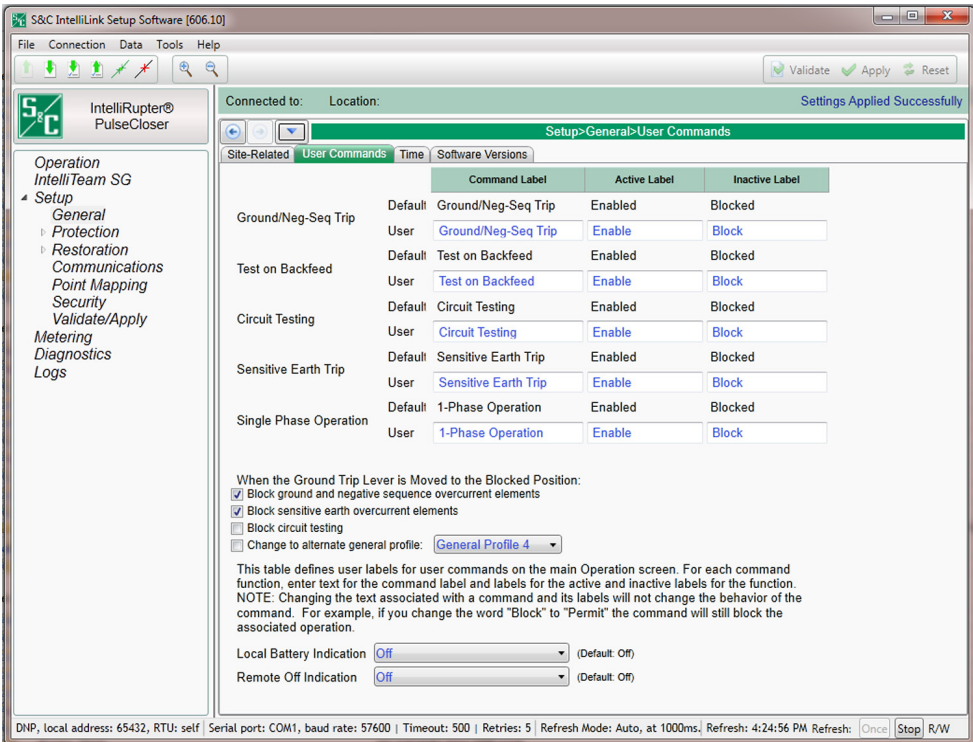 S&C IntelliLink Setup Software [606.10]
File Connection Data Tools Help
Validate Apply Reset
S&C
IntelliRupter®
PulseCloser
Connected to: Location: Settings Applied Successfully
Setup>General>User Commands
Site-Related User Commands Time Software Versions
Operation
IntelliTeam SG
Setup
General
Protection
Restoration
Communications
Point Mapping
Security
Validate/Apply
Metering
Diagnostics
Logs
Command Label Active Label Inactive Label
Ground/Neg-Seq Trip
Default Ground/Neg-Seq Trip Enabled Blocked
User Ground/Neg-Seq Trip Enable Block
Test on Backfeed
Default Test on Backfeed Enabled Blocked
User Test on Backfeed Enable Block
Circuit Testing
Default Circuit Testing Enabled Blocked
User Circuit Testing Enable Block
Sensitive Earth Trip
Default Sensitive Earth Trip Enabled Blocked
User Sensitive Earth Trip Enable Block
Single Phase Operation
Default 1-Phase Operation Enabled Blocked
User 1-Phase Operation Enable Block
When the Ground Trip Lever is Moved to the Blocked Position:
Block ground and negative sequence overcurrent elements
Block sensitive earth overcurrent elements
Block circuit testing
Change to alternate general profile: General Profile 4
This table defines user labels for user commands on the main Operation screen. For each command
function, enter text for the command label and labels for the active and inactive labels for the function.
NOTE: Changing the text associated with a command and its labels will not change the behavior of the
command. For example, if you change the word "Block" to "Permit" the command will still block the
associated operation.
Local Battery Indication Off (Default: Off)
Remote Off Indication Off (Default: Off)
DNP, local address: 65432, RTU: self Serial port: COM1, baud rate: 57600 | Timeout: 500 | Retries: 5 Refresh Mode: Auto, at 1000ms. Refresh: 4:24:56 PM Refresh: Once Stop R/W